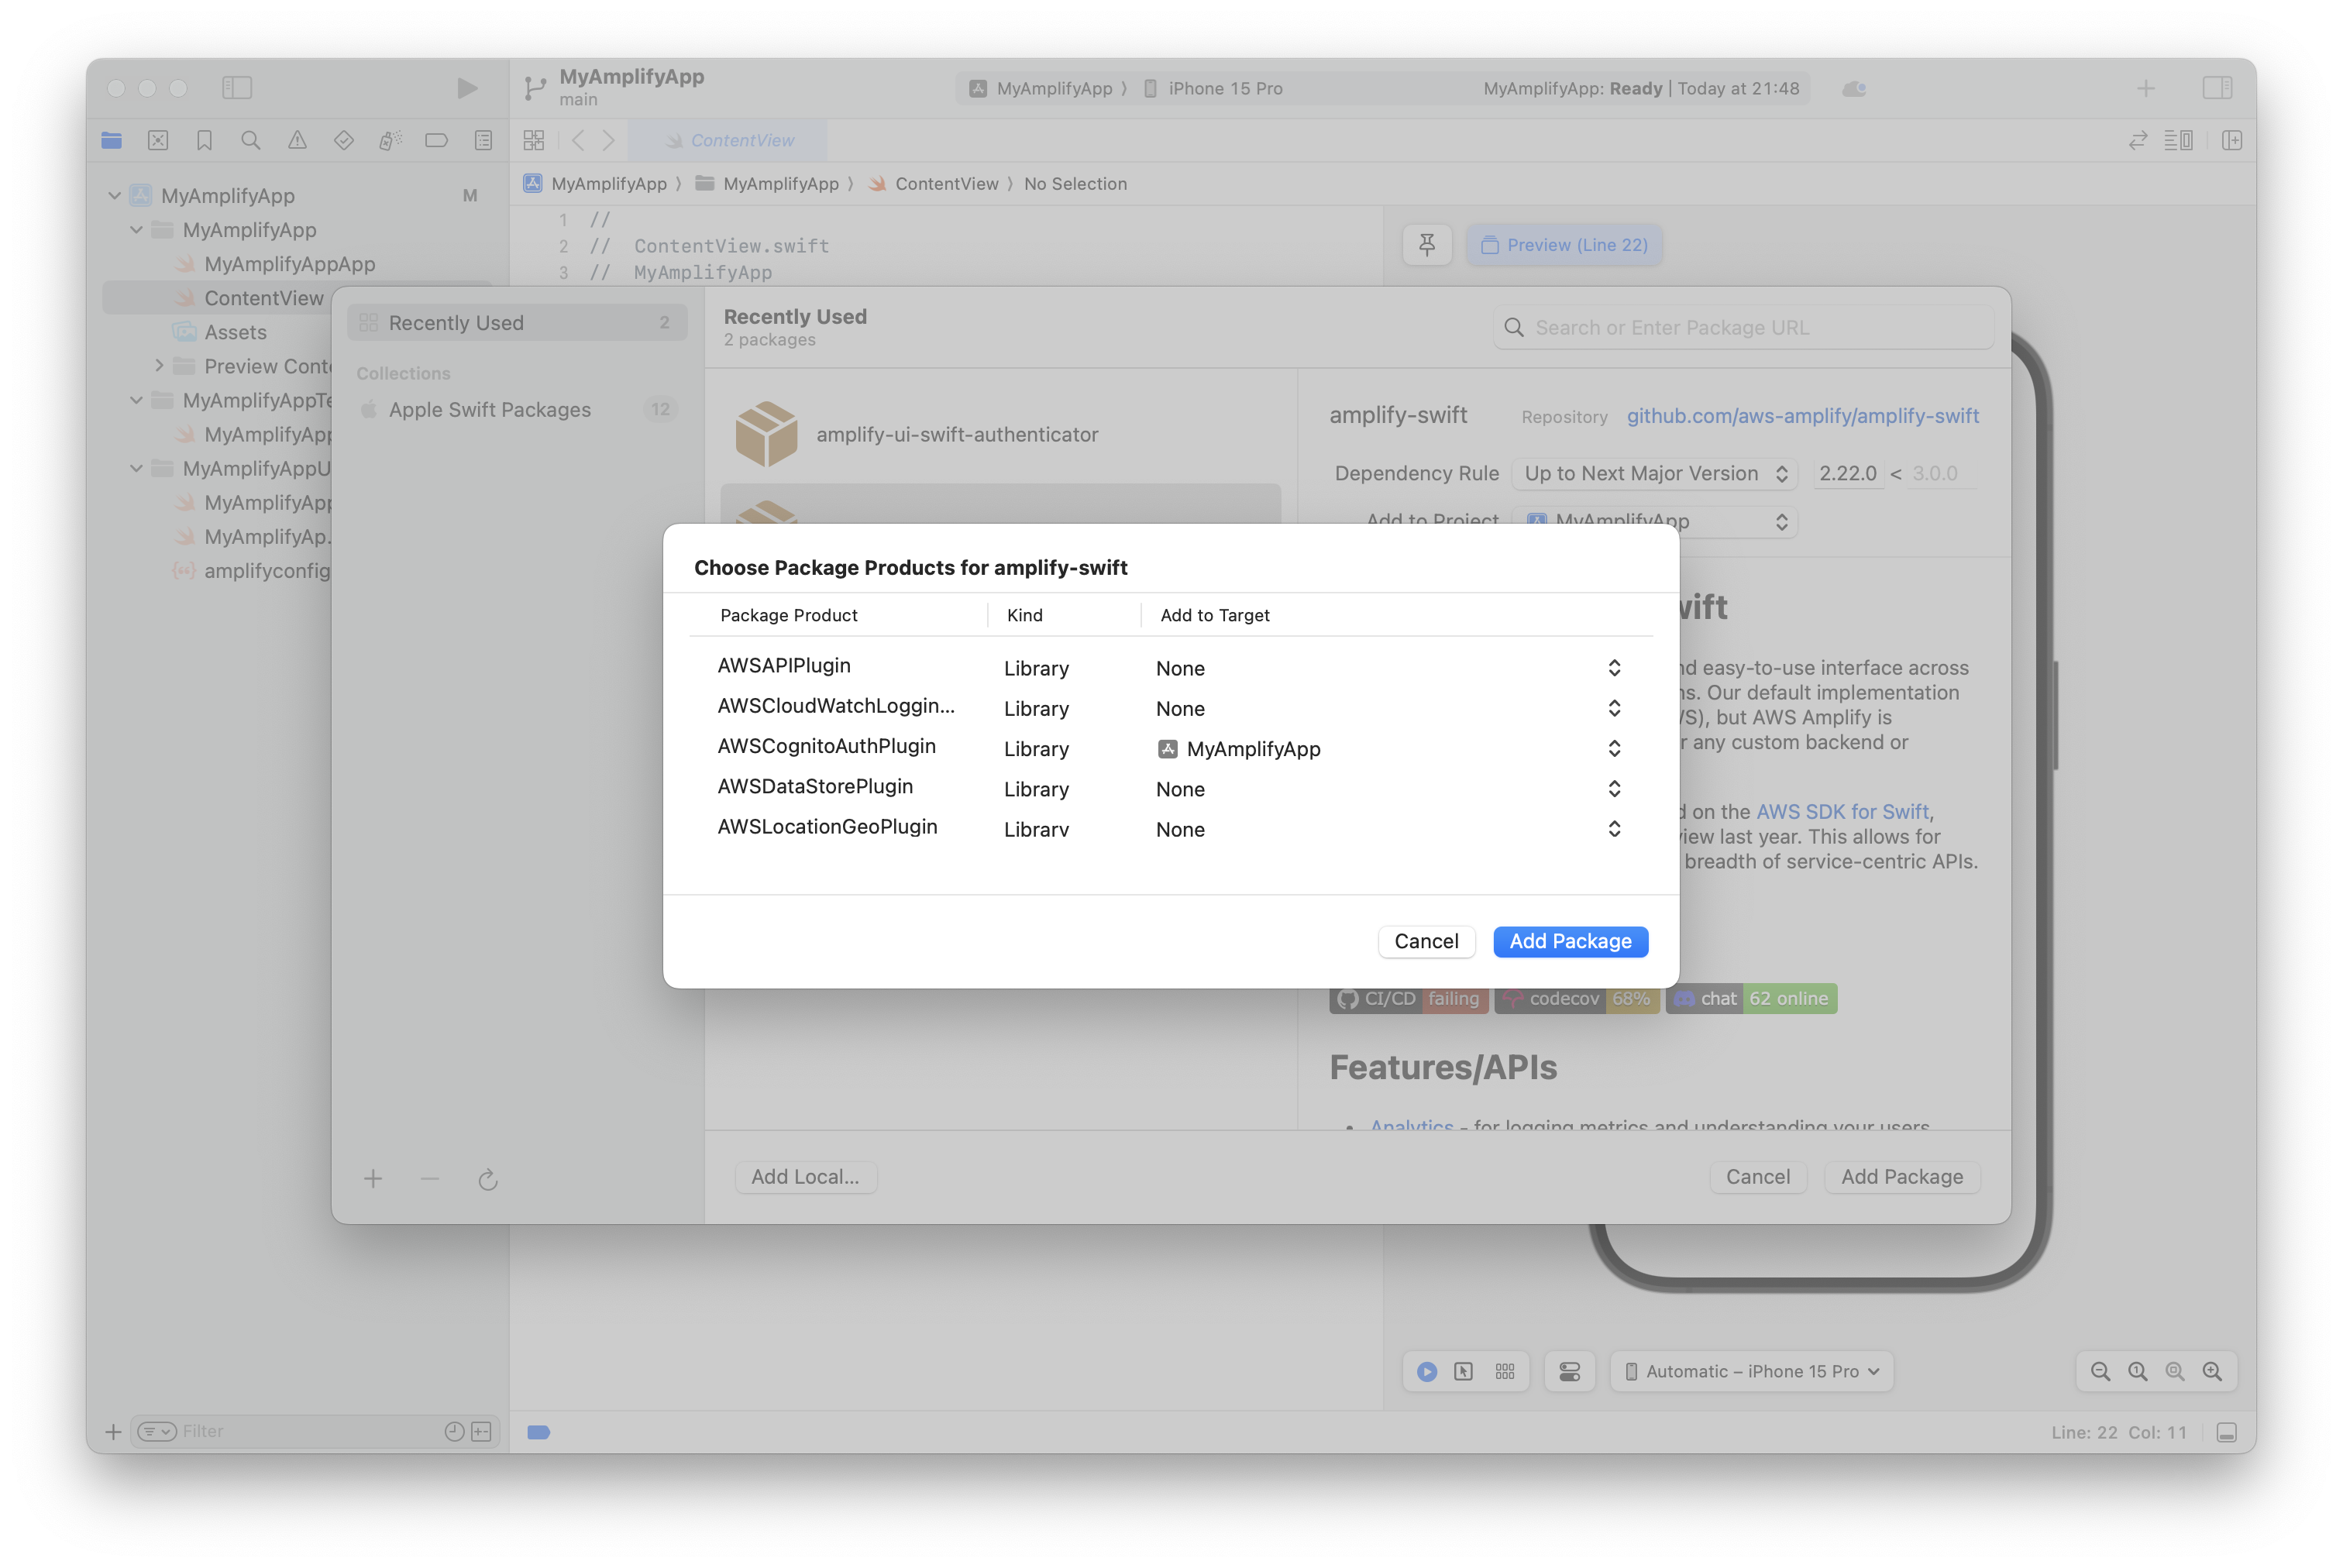 MyAmplifyApp
main
MyAmplifyApp 〉 iPhone 15 Pro
MyAmplifyApp: Ready | Today at 21:48
ContentView
MyAmplifyApp 〉 MyAmplifyApp 〉 ContentView 〉 No Selection
MyAmplifyApp M
MyAmplifyApp
MyAmplifyAppApp
ContentView
Assets
Preview Conte
MyAmplifyAppTe
MyAmplifyApp
MyAmplifyAppU
MyAmplifyApp
MyAmplifyAp.
amplifyconfig
1 //
2 // ContentView.swift
3 // MyAmplifyApp
Preview (Line 22)
Recently Used 2
Collections
Apple Swift Packages 12
Recently Used
2 packages
Search or Enter Package URL
amplify-ui-swift-authenticator
amplify-swift Repository github.com/aws-amplify/amplify-swift
Dependency Rule Up to Next Major Version 2.22.0 < 3.0.0
Add to Project MyAmplifyApp
Choose Package Products for amplify-swift
Package Product Kind Add to Target
AWSAPIPlugin Library None
AWSCloudWatchLoggin... Library None
AWSCognitoAuthPlugin Library MyAmplifyApp
AWSDataStorePlugin Library None
AWSLocationGeoPlugin Library None
Cancel Add Package
wift
nd easy-to-use interface across
ns. Our default implementation
/S), but AWS Amplify is
r any custom backend or
d on the AWS SDK for Swift,
view last year. This allows for
breadth of service-centric APIs.
CI/CD failing codecov 68% chat 62 online
Features/APIs
• Analytics - for logging metrics and understanding your users
Add Local... Cancel Add Package
Automatic – iPhone 15 Pro
Filter
Line: 22 Col: 11